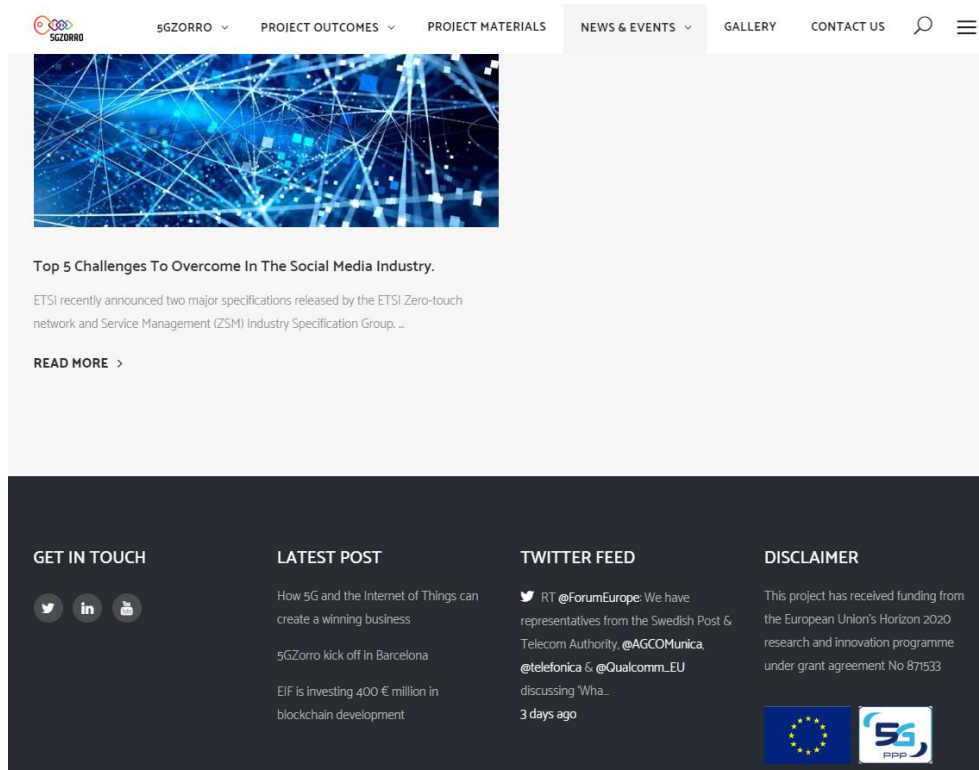 5GZORRO
5GZORRO
PROJECT OUTCOMES
PROJECT MATERIALS
NEWS & EVENTS
GALLERY
CONTACT US
Top 5 Challenges To Overcome In The Social Media Industry.
ETSI recently announced two major specifications released by the ETSI Zero-touch
network and Service Management (ZSM) Industry Specification Group. ...
READ MORE >
GET IN TOUCH
LATEST POST
How 5G and the Internet of Things can
create a winning business
5GZorro kick off in Barcelona
EIF is investing 400 € million in
blockchain development
TWITTER FEED
RT @ForumEurope: We have
representatives from the Swedish Post &
Telecom Authority, @AGCOMunica,
@telefonica & @Qualcomm_EU
discussing 'Wha...
3 days ago
DISCLAIMER
This project has received funding from
the European Union's Horizon 2020
research and innovation programme
under grant agreement No 871533
5G
PPP